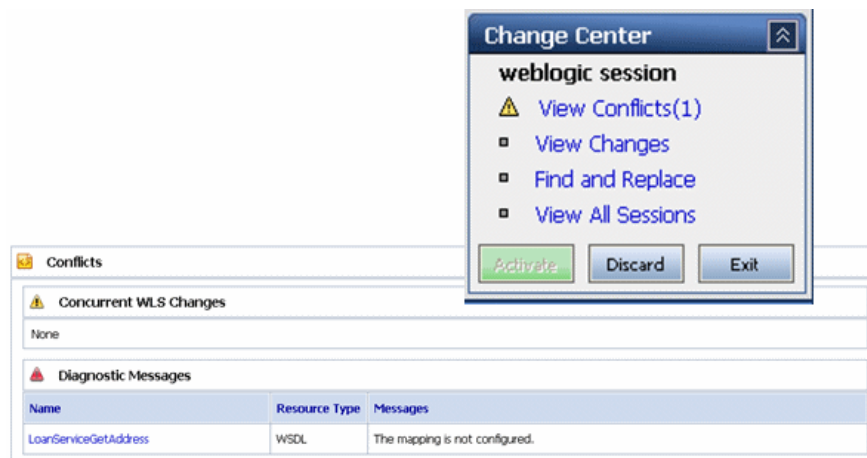 Change Center
weblogic session
View Conflicts(1)
View Changes
Find and Replace
View All Sessions
Activate Discard Exit
Conflicts
Concurrent WLS Changes
None
Diagnostic Messages
Name Resource Type Messages
LoanServiceGetAddress WSDL The mapping is not configured.